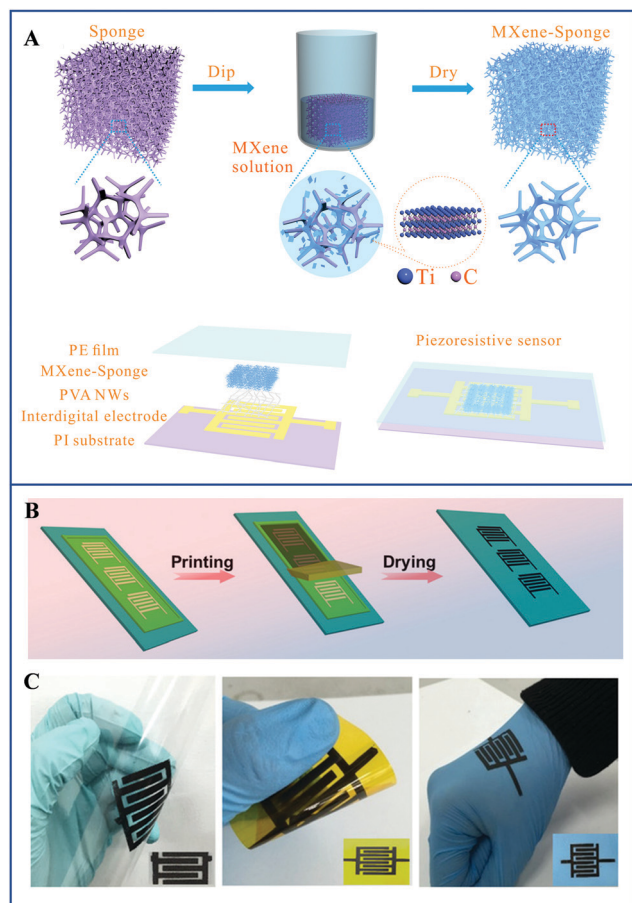 A
Sponge
MXene-Sponge
Dip
Dry
MXene
solution
Ti
C
PE film
MXene-Sponge
PVA NWs
Interdigital electrode
PI substrate
Piezoresistive sensor
B
Printing
Drying
C